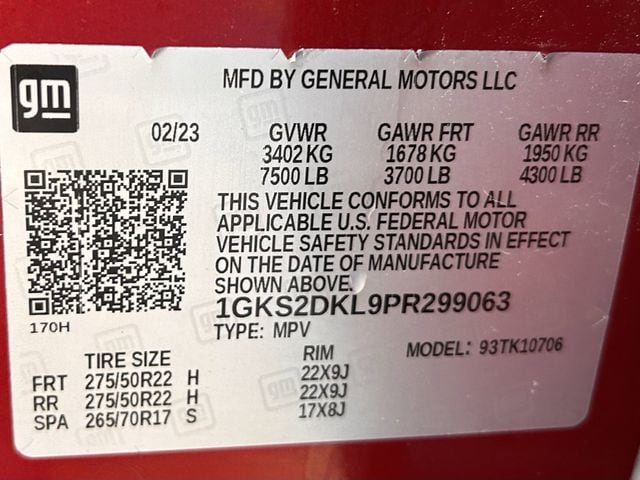 gm
MFD BY GENERAL MOTORS LLC
02/23 GVWR GAWR FRT GAWR RR
3402 KG 1678 KG 1950 KG
7500 LB 3700 LB 4300 LB
THIS VEHICLE CONFORMS TO ALL
APPLICABLE U.S. FEDERAL MOTOR
VEHICLE SAFETY STANDARDS IN EFFECT
ON THE DATE OF MANUFACTURE
SHOWN ABOVE.
1GKS2DKL9PR299063
170H
TYPE: MPV MODEL: 93TK10706
TIRE SIZE RIM
FRT 275/50R22 H 22X9J
RR 275/50R22 H 22X9J
SPA 265/70R17 S 17X8J